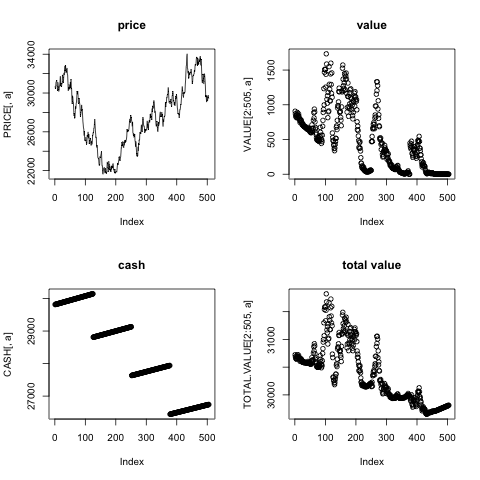 price
PRICE[, a]
34000
30000
26000
22000
0 100 200 300 400 500
Index
value
VALUE[2:505, a]
1500
1000
500
0
0 100 200 300 400 500
Index
cash
CASH[, a]
29000
27000
0 100 200 300 400 500
Index
total value
TOTAL.VALUE[2:505, a]
31000
30000
0 100 200 300 400 500
Index